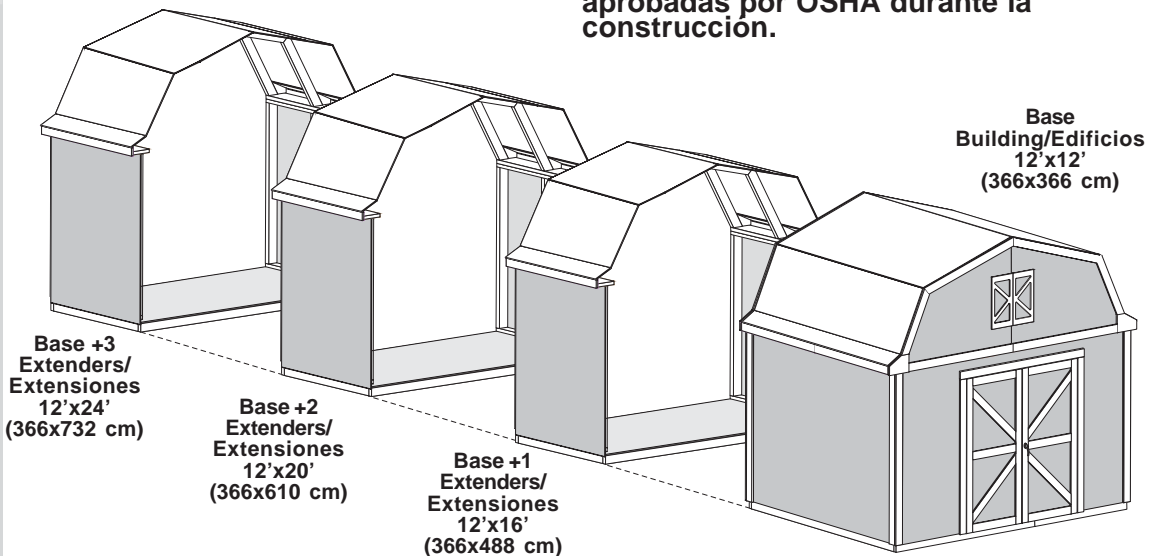 aprobadas por OSHA durante la
construcción.
Base
Building/Edificios
12’x12’
(366x366 cm)
Base +3
Extenders/
Extensiones
12’x24’
(366x732 cm)
Base +2
Extenders/
Extensiones
12’x20’
(366x610 cm)
Base +1
Extenders/
Extensiones
12’x16’
(366x488 cm)